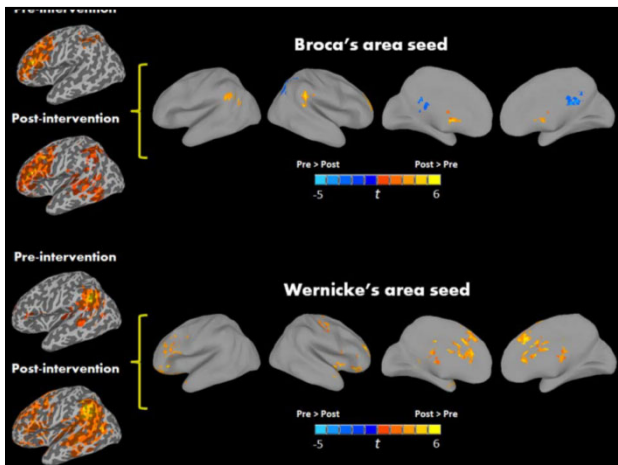 Pre-intervention
Broca's area seed
Post-intervention
Pre > Post Post > Pre
-5 t 6
Pre-intervention
Wernicke's area seed
Post-intervention
Pre > Post Post > Pre
-5 t 6